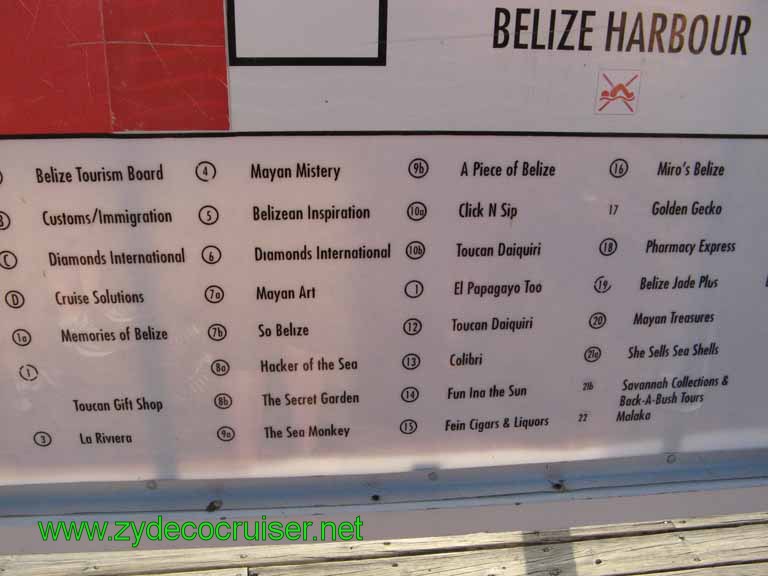 BELIZE HARBOUR
Belize Tourism Board
B Customs/Immigration
C Diamonds International
D Cruise Solutions
1a Memories of Belize
1
Toucan Gift Shop
3 La Riviera
4 Mayan Mistery
5 Belizean Inspiration
6 Diamonds International
7a Mayan Art
7b So Belize
8a Hacker of the Sea
8b The Secret Garden
9a The Sea Monkey
9b A Piece of Belize
10a Click N Sip
10b Toucan Daiquiri
1 El Papagayo Too
12 Toucan Daiquiri
13 Colibri
14 Fun Ina the Sun
15 Fein Cigars & Liquors
16 Miro's Belize
17 Golden Gecko
18 Pharmacy Express
19 Belize Jade Plus
20 Mayan Treasures
21a She Sells Sea Shells
21b Savannah Collections &
Back-A-Bush Tours
22 Malaka
www.zydecocruiser.net